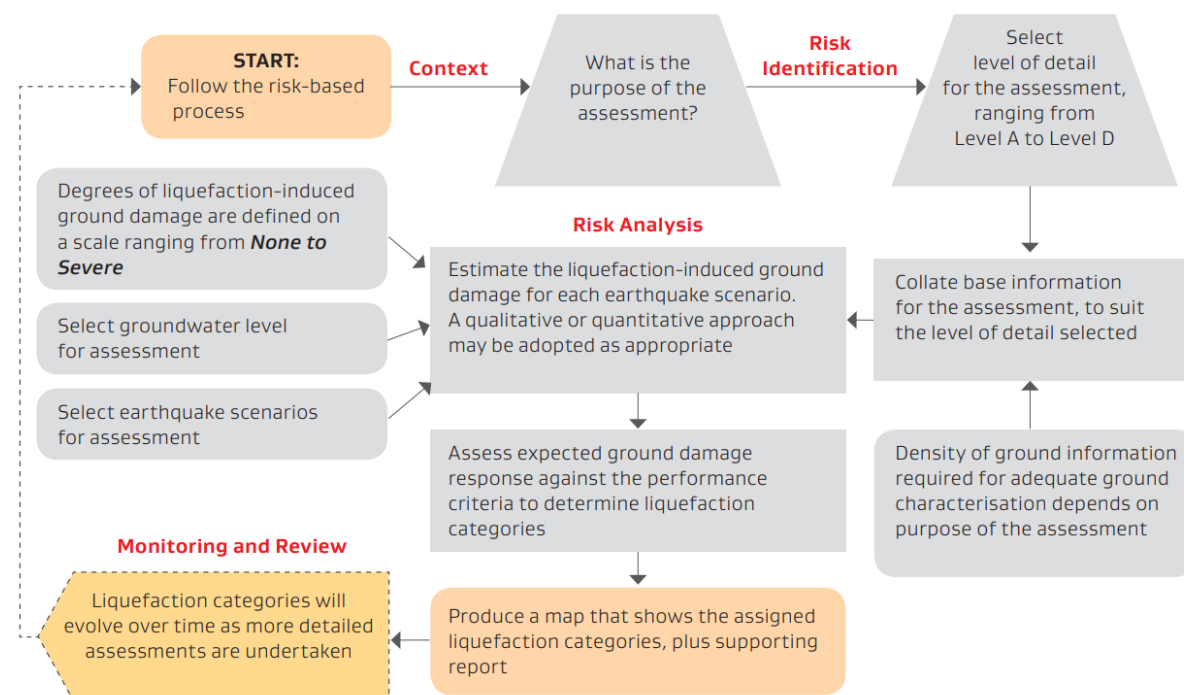 START:
Follow the risk-based
process
Context
What is the
purpose of the
assessment?
Risk
Identification
Select
level of detail
for the assessment,
ranging from
Level A to Level D
Degrees of liquefaction-induced
ground damage are defined on
a scale ranging from None to
Severe
Select groundwater level
for assessment
Select earthquake scenarios
for assessment
Risk Analysis
Estimate the liquefaction-induced ground
damage for each earthquake scenario.
A qualitative or quantitative approach
may be adopted as appropriate
Collate base information
for the assessment, to suit
the level of detail selected
Density of ground information
required for adequate ground
characterisation depends on
purpose of the assessment
Assess expected ground damage
response against the performance
criteria to determine liquefaction
categories
Produce a map that shows the assigned
liquefaction categories, plus supporting
report
Monitoring and Review
Liquefaction categories will
evolve over time as more detailed
assessments are undertaken